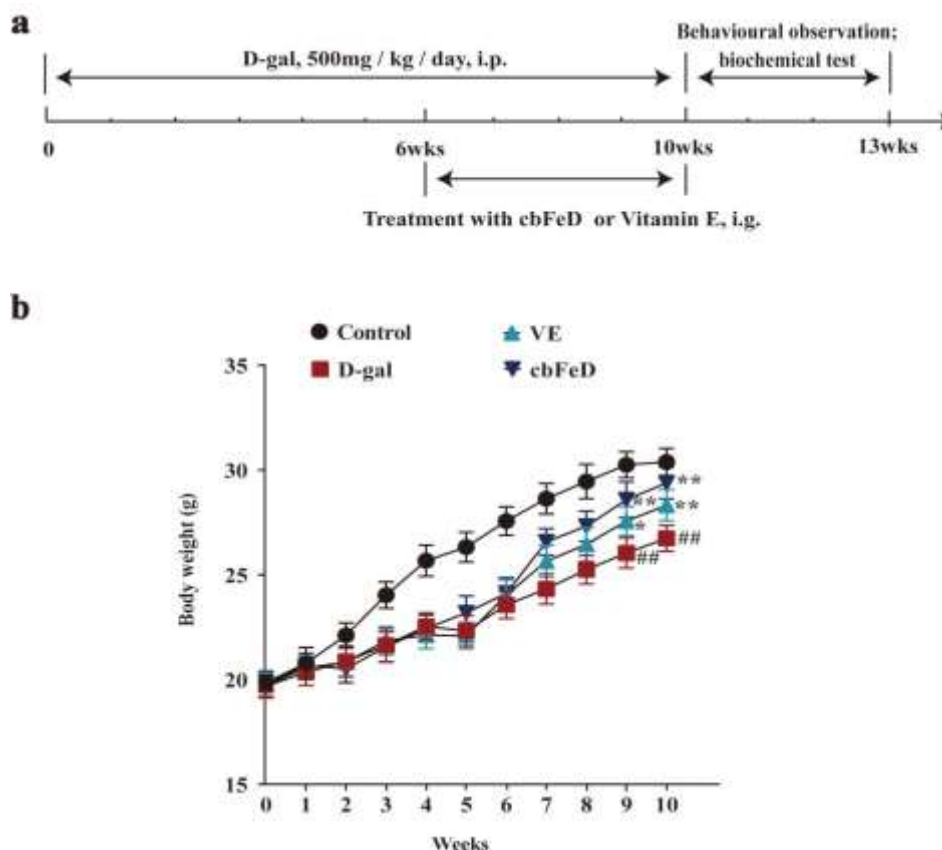 a
D-gal, 500mg / kg / day, i.p.
Behavioural observation;
biochemical test
0
6wks
10wks
13wks
Treatment with cbFeD or Vitamin E, i.g.
b
Control
VE
D-gal
cbFeD
35
30
25
20
15
Body weight (g)
**
**
**
*
##
##
0 1 2 3 4 5 6 7 8 9 10
Weeks